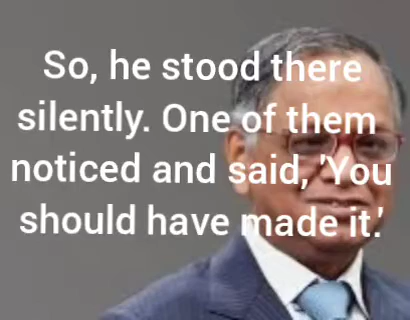 So, he stood there
silently. One of them
noticed and said, 'You
should have made it.'